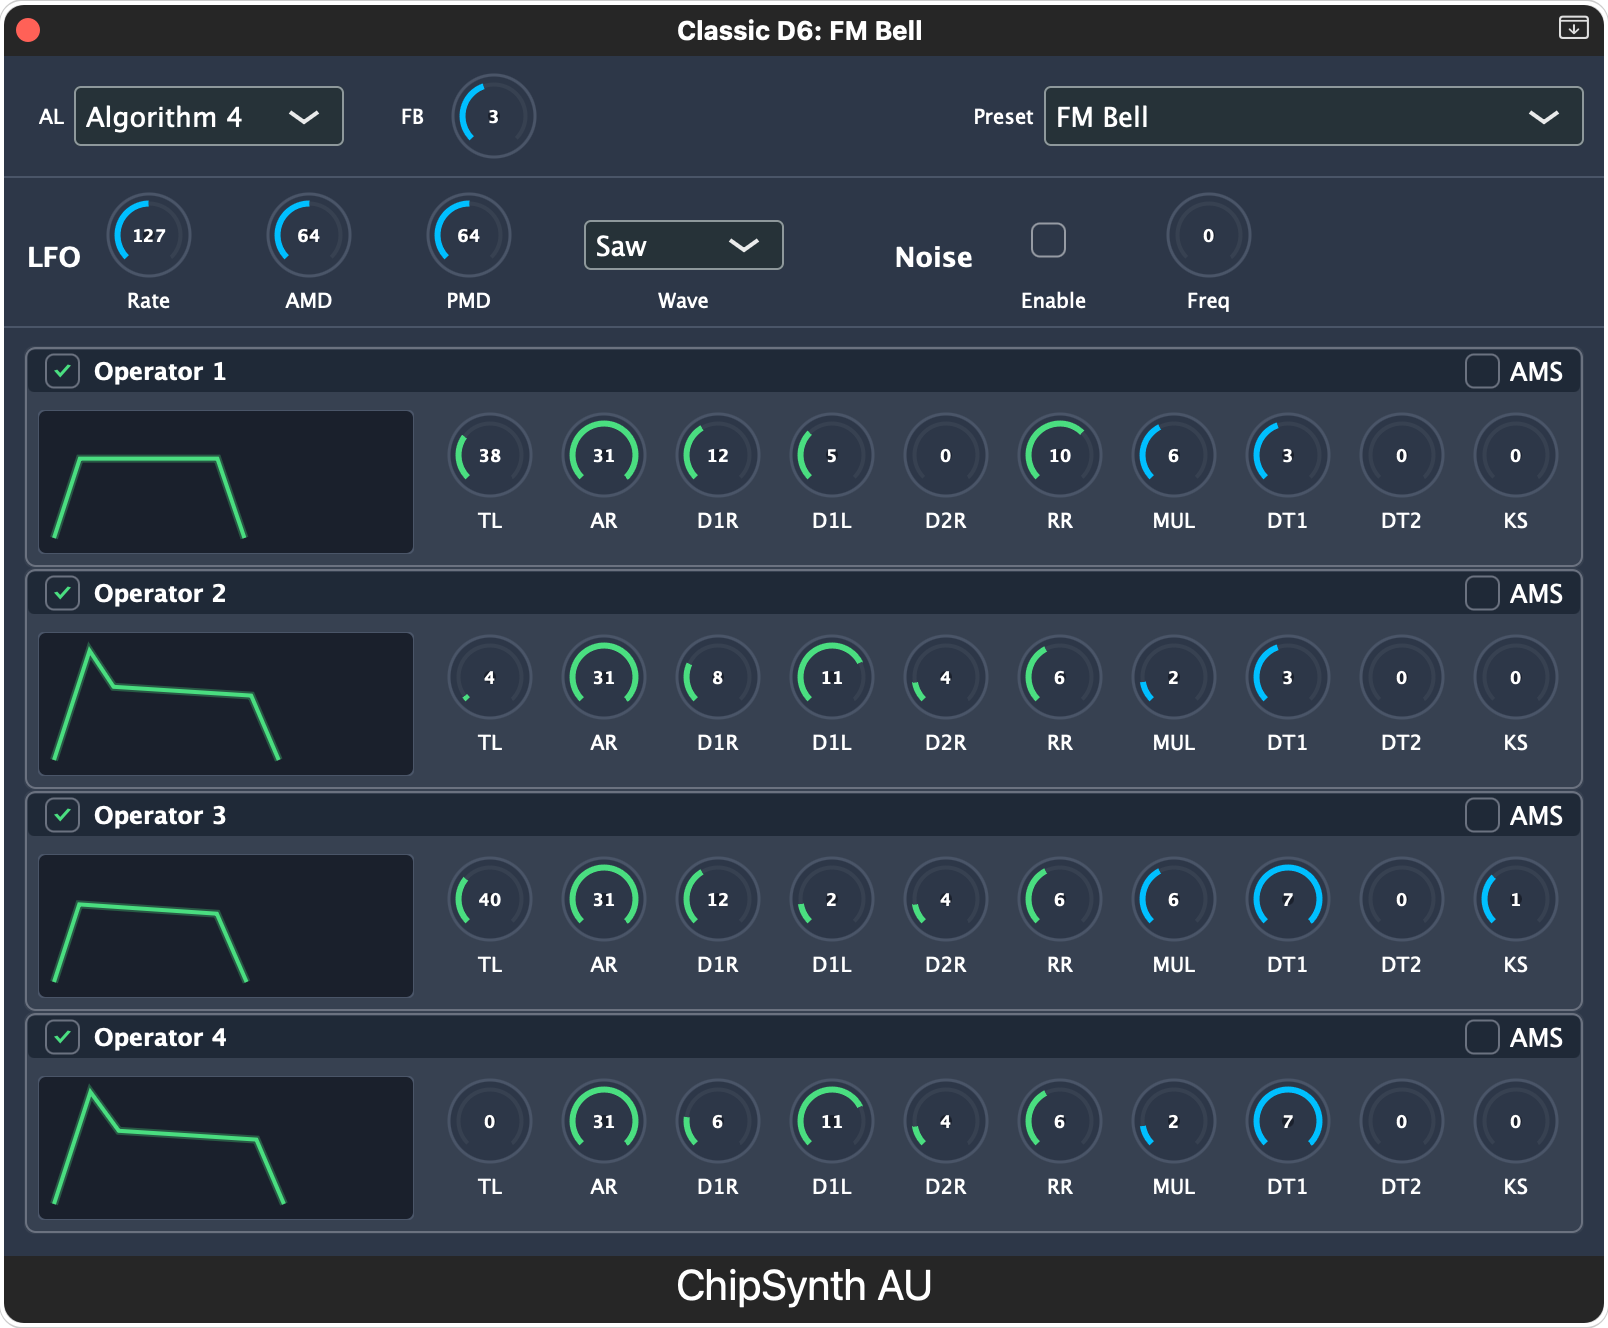 Classic D6: FM Bell
AL Algorithm 4 FB 3 Preset FM Bell
LFO 127 64 64 Saw Noise 0
Rate AMD PMD Wave Enable Freq
Operator 1 AMS
38 31 12 5 0 10 6 3 0 0
TL AR D1R D1L D2R RR MUL DT1 DT2 KS
Operator 2 AMS
4 31 8 11 4 6 2 3 0 0
TL AR D1R D1L D2R RR MUL DT1 DT2 KS
Operator 3 AMS
40 31 12 2 4 6 6 7 0 1
TL AR D1R D1L D2R RR MUL DT1 DT2 KS
Operator 4 AMS
0 31 6 11 4 6 2 7 0 0
TL AR D1R D1L D2R RR MUL DT1 DT2 KS
ChipSynth AU